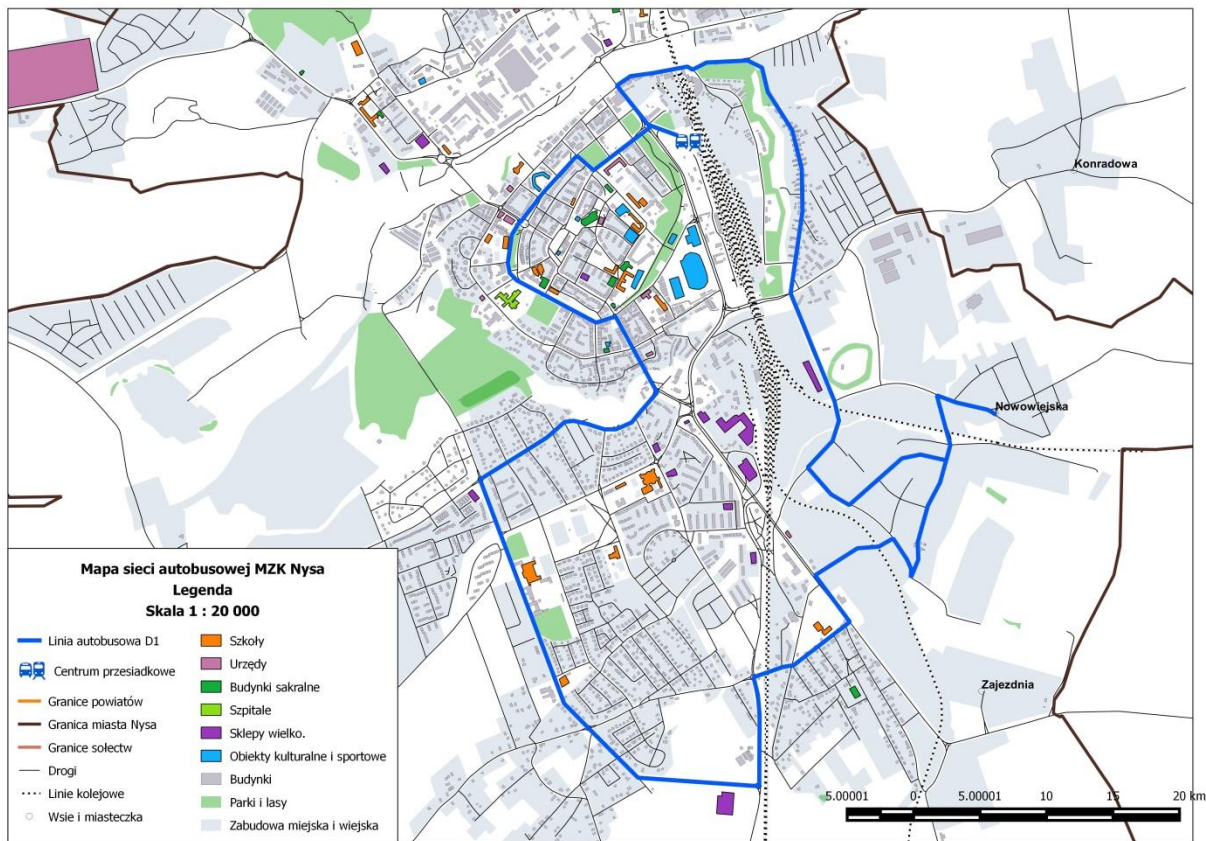 Konradowa
Nowowiejska
Zajezdnia
Mapa sieci autobusowej MZK Nysa
Legenda
Skala 1 : 20 000
Linia autobusowa D1
Centrum przesiadkowe
Granice powiatów
Granica miasta Nysa
Granice sołectw
Drogi
Linie kolejowe
Wsie i miasteczka
Szkoły
Urzędy
Budynki sakralne
Szpitale
Sklepy wielko.
Obiekty kulturalne i sportowe
Budynki
Parki i lasy
Zabudowa miejska i wiejska
5.00001 0 5.00001 10 15 20 km